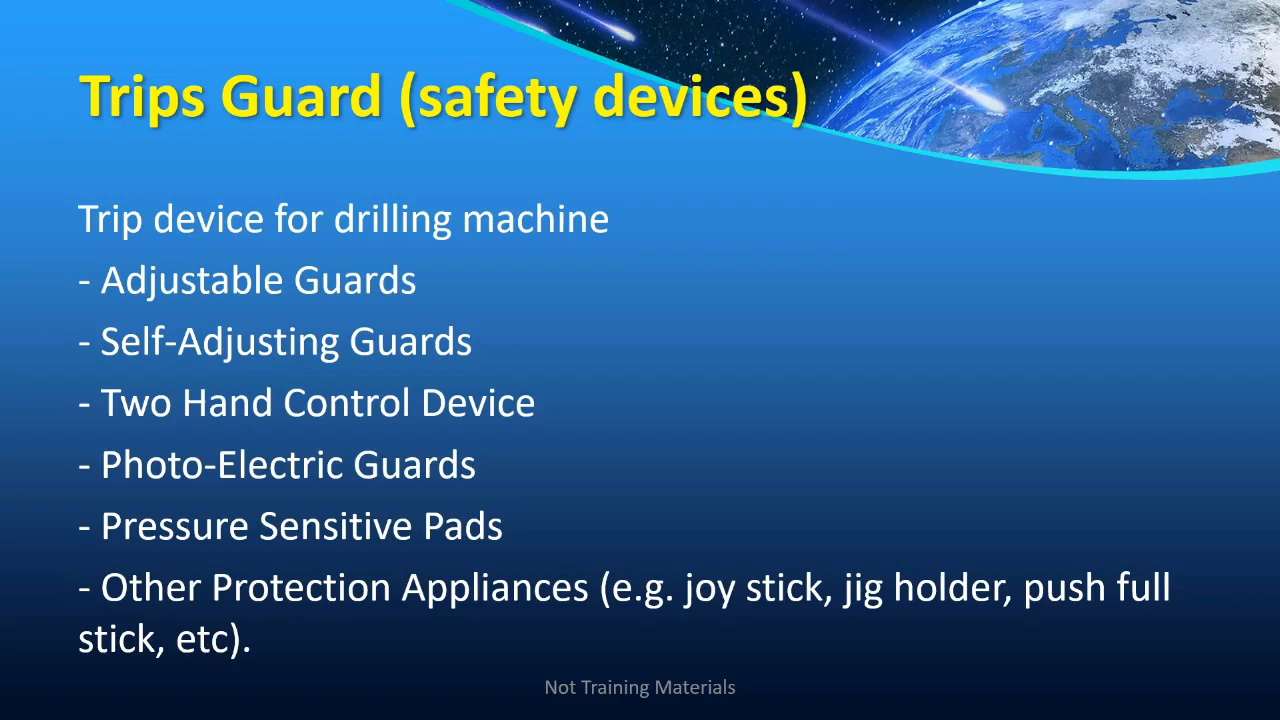 Trips Guard (safety devices)
Trip device for drilling machine
- Adjustable Guards
- Self-Adjusting Guards
- Two Hand Control Device
- Photo-Electric Guards
- Pressure Sensitive Pads
- Other Protection Appliances (e.g. joy stick, jig holder, push full
stick, etc).
Not Training Materials